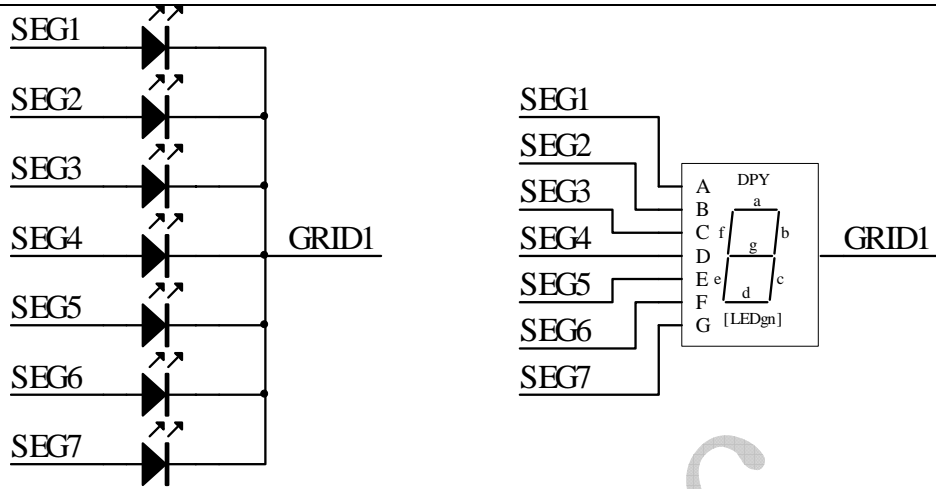 SEG1
SEG2
SEG3
SEG4
SEG5
SEG6
SEG7
GRID1
SEG1
SEG2
SEG3
SEG4
SEG5
SEG6
SEG7
A
B
C
D
E
F
G
DPY
a
f
b
g
e
c
d
[LEDgn]
GRID1